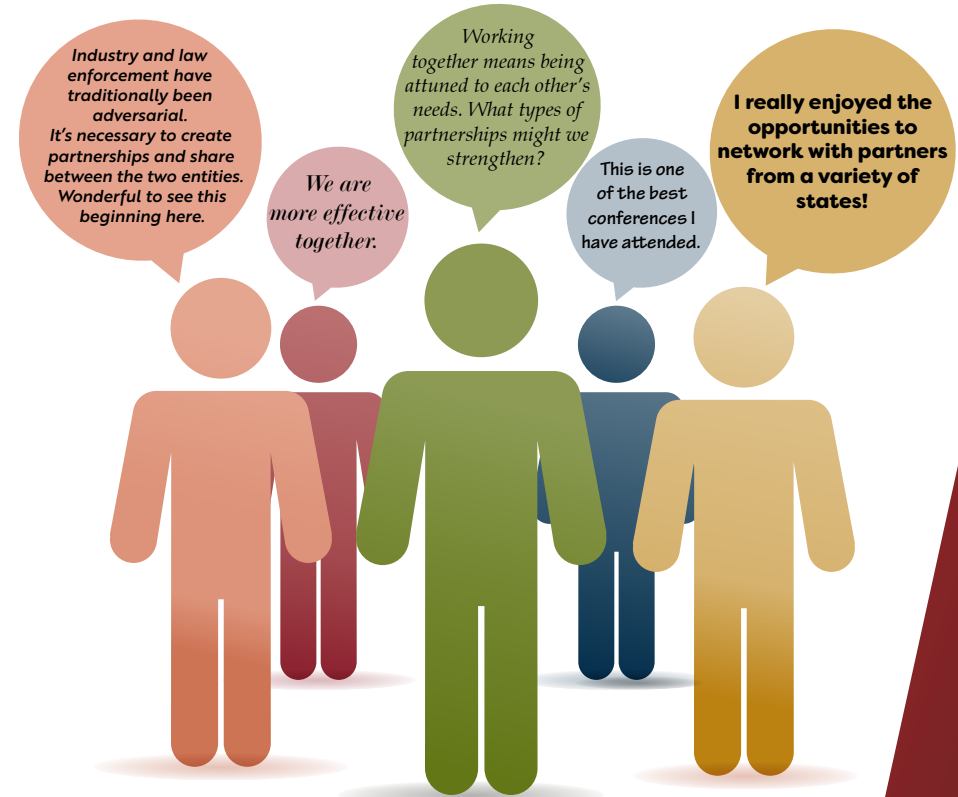 Industry and law
enforcement have
traditionally been
adversarial.
It's necessary to create
partnerships and share
between the two entities.
Wonderful to see this
beginning here.
We are
more effective
together.
Working
together means being
attuned to each other's
needs. What types of
partnerships might we
strengthen?
This is one
of the best
conferences I
have attended.
I really enjoyed the
opportunities to
network with partners
from a variety of
states!